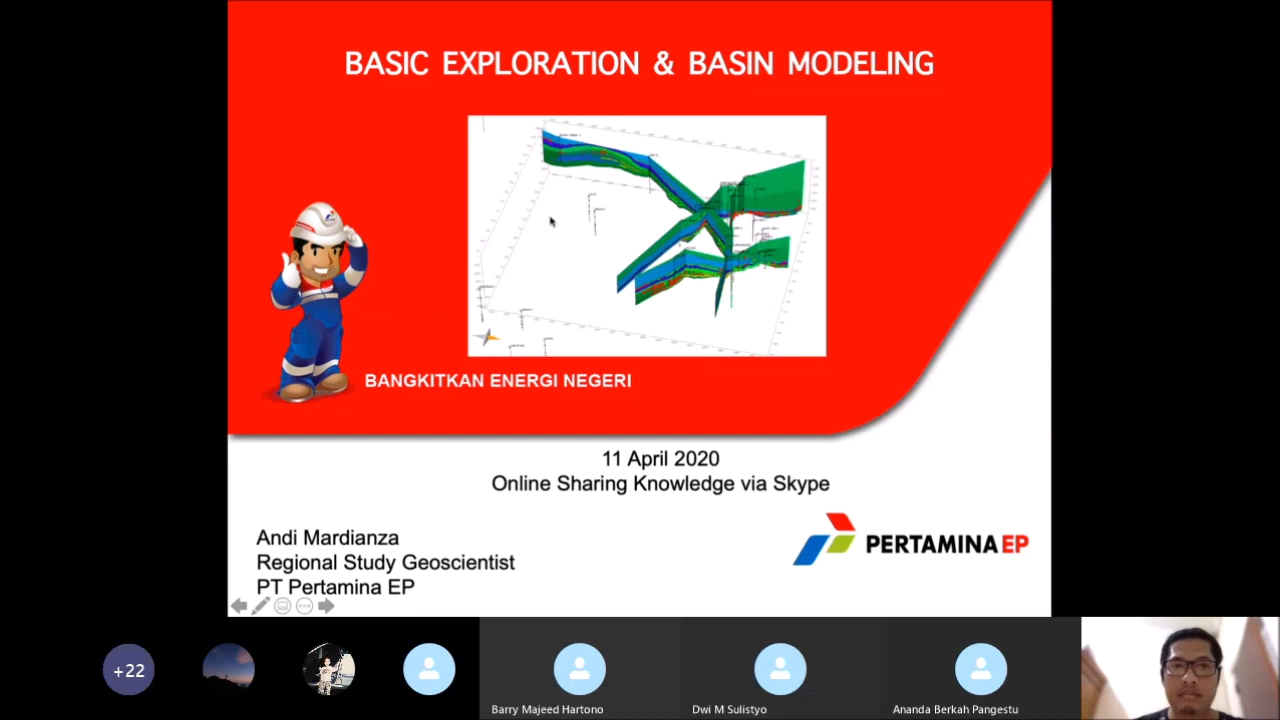 BASIC EXPLORATION & BASIN MODELING
BANGKITKAN ENERGI NEGERI
11 April 2020
Online Sharing Knowledge via Skype
Andi Mardianza
Regional Study Geoscientist
PT Pertamina EP
PERTAMINA EP
+22
Barry Majeed Hartono
Dwi M Sulistyo
Ananda Berkah Pangestu